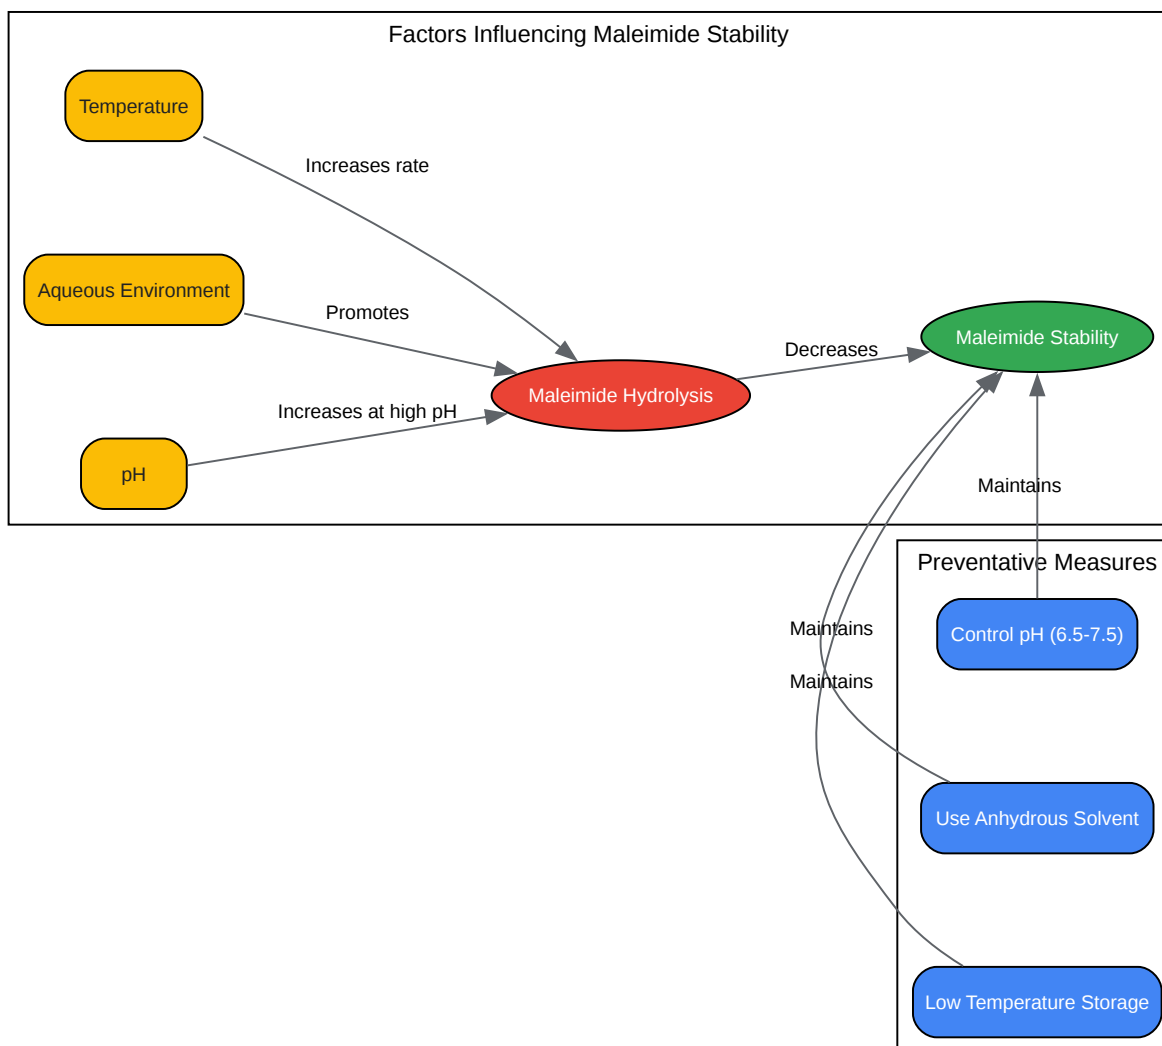 Factors Influencing Maleimide Stability
Temperature
Increases rate
Aqueous Environment
Promotes
Maleimide Stability
Decreases
Maleimide Hydrolysis
Increases at high pH
pH
Maintains
Preventative Measures
Maintains
Control pH (6.5-7.5)
Maintains
Use Anhydrous Solvent
Low Temperature Storage